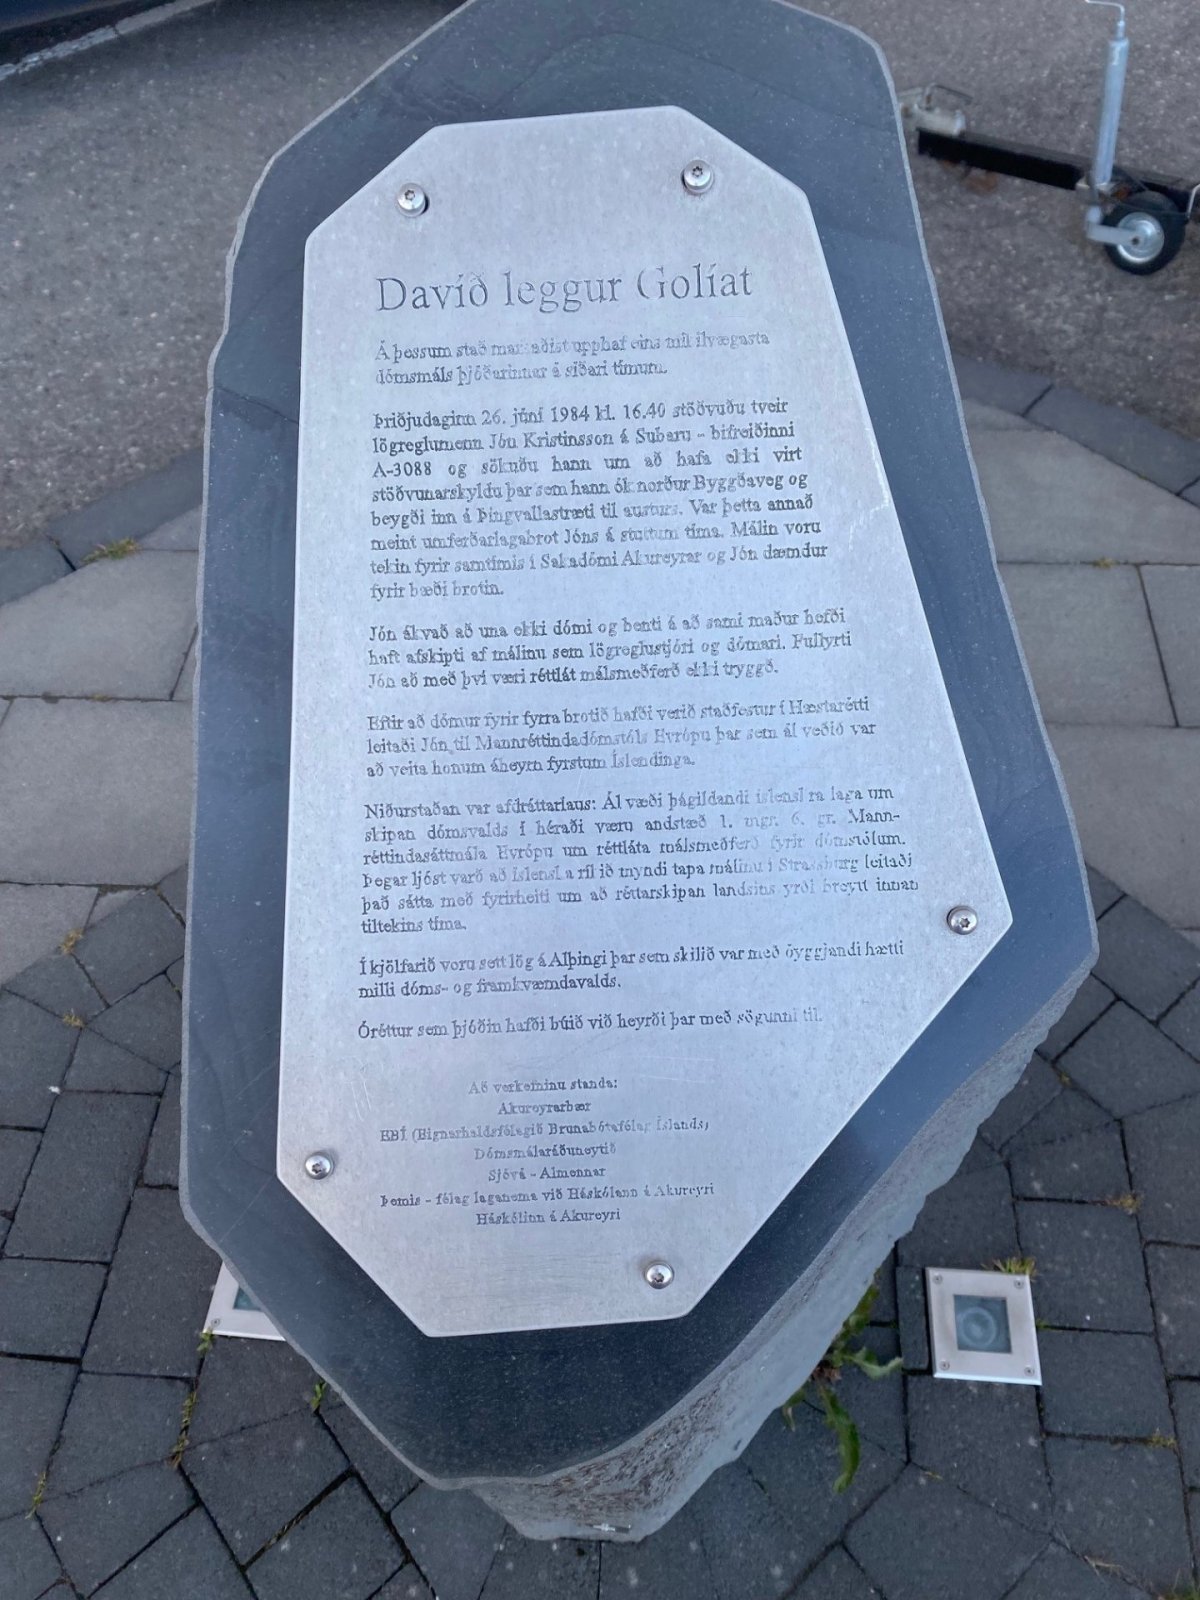 Davíð leggur Golíat
Á þessum stað markaðist upphaf eins mikilvægasta
dómsmáls þjóðarinnar á síðari tímum.
Þriðjudaginn 26. júní 1984 kl. 16.40 stöðvuðu tveir
lögreglumenn Jón Kristinsson á Subaru - bifreiðinni
A-3088 og sökuðu hann um að hafa ekki virt
stöðvunarskyldu þar sem hann ók norður Byggðaveg og
beygði inn á Þingvallastræti til austurs. Var þetta annað
meint umferðarlagabrot Jóns á stuttum tíma. Málin voru
tekin fyrir samtímis í Sakadómi Akureyrar og Jón dæmdur
fyrir bæði brotin.
Jón ákvað að una ekki dómi og benti á að sami maður hefði
haft afskipti af málinu sem lögreglustjóri og dómari. Fullyrti
Jón að með því væri réttlát málsmeðferð ekki tryggð.
Eftir að dómur fyrir fyrra brotið hafði verið staðfestur í Hæstarétti
leitaði Jón til Mannréttindadómstóls Evrópu þar sem ákveðið var
að veita honum áheyrn fyrstum Íslendinga.
Niðurstaðan var afdráttarlaus: Ákvæði þágildandi íslenskra laga um
skipan dómsvalds í héraði væru andstæð 1. mgr. 6. gr. Mann-
réttindasáttmála Evrópu um réttláta málsmeðferð fyrir dómstólum.
Þegar ljóst varð að íslenska ríkið myndi tapa málinu í Strassburg leitaði
það sátta með fyrirheiti um að réttarskipan landsins yrði breytt innan
tiltekins tíma.
Í kjölfarið voru sett lög á Alþingi þar sem skilið var með öyggjandi hætti
milli dóms- og framkvæmdavalds.
Óréttur sem þjóðin hafði búið við heyrði þar með sögunni til.
Að verkefninu standa:
Akureyrarbær
EBÍ (Eignarhaldsfélagið Brunabótafélag Íslands)
Dómsmálaráðuneytið
Sjóvá - Almennar
Þemis - félag laganema við Háskólann á Akureyri
Háskólinn á Akureyri